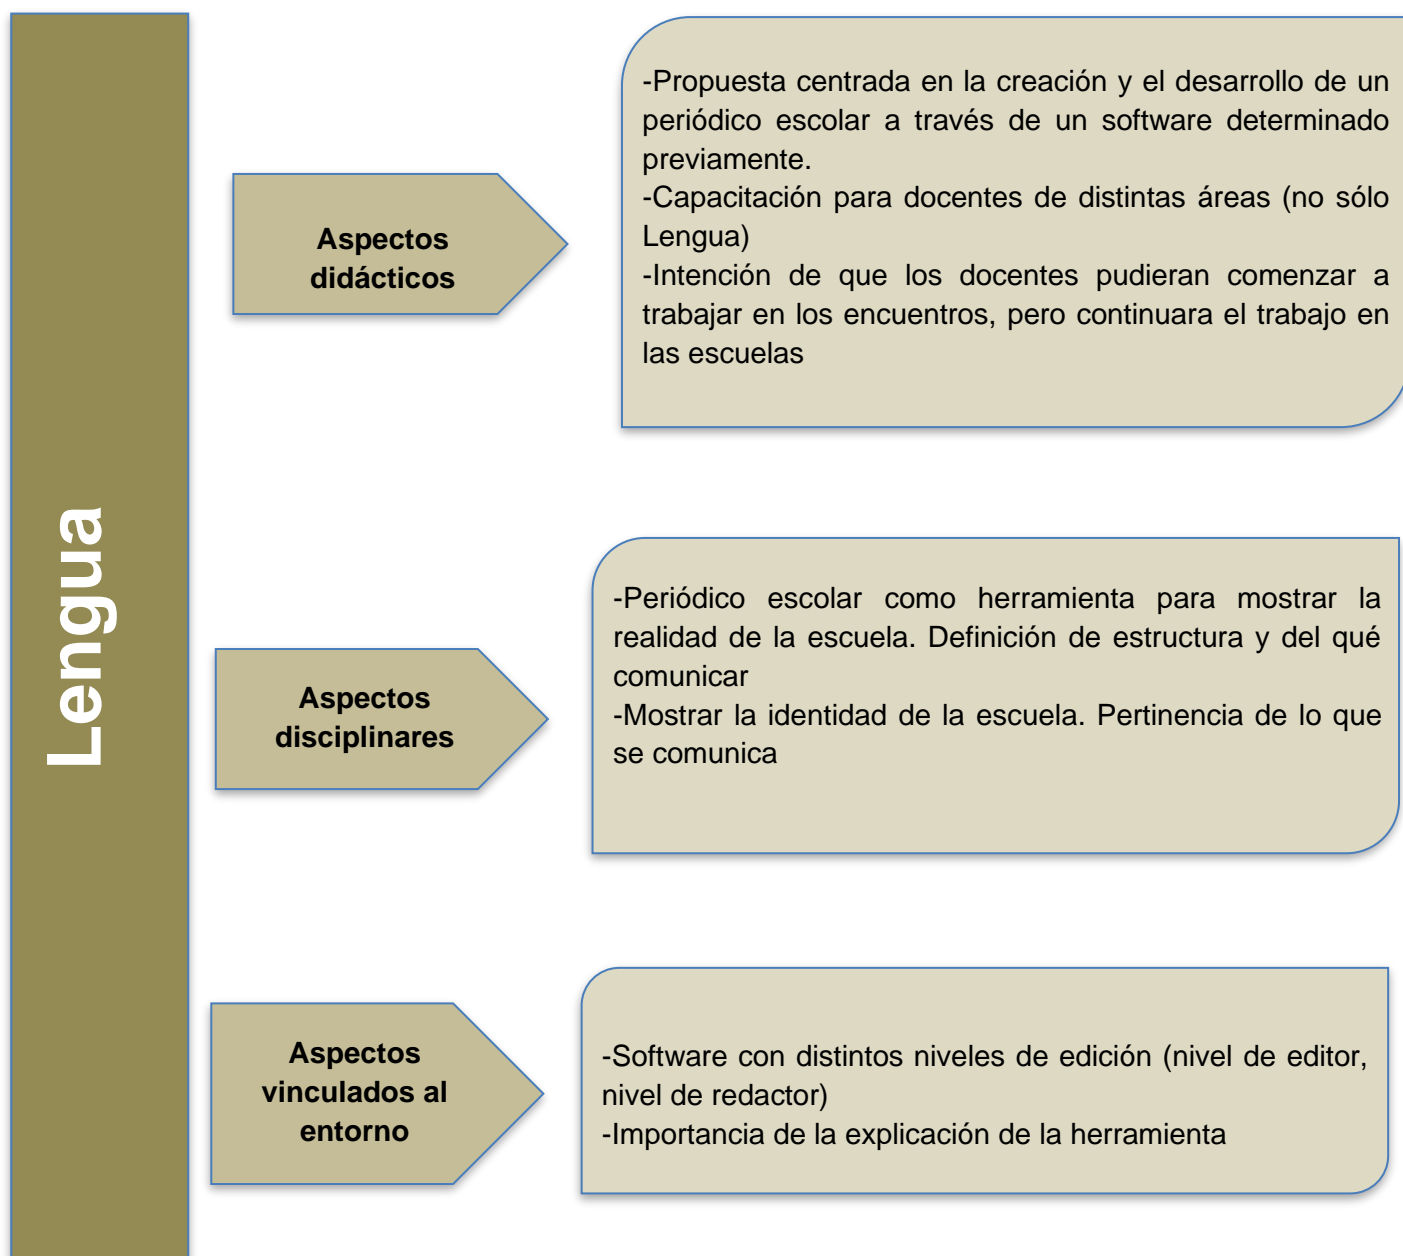 Lengua
Aspectos
didácticos
-Propuesta centrada en la creación y el desarrollo de un
periódico escolar a través de un software determinado
previamente.
-Capacitación para docentes de distintas áreas (no sólo
Lengua)
-Intención de que los docentes pudieran comenzar a
trabajar en los encuentros, pero continuara el trabajo en
las escuelas
Aspectos
disciplinares
-Periódico escolar como herramienta para mostrar la
realidad de la escuela. Definición de estructura y del qué
comunicar
-Mostrar la identidad de la escuela. Pertinencia de lo que
se comunica
Aspectos
vinculados al
entorno
-Software con distintos niveles de edición (nivel de editor,
nivel de redactor)
-Importancia de la explicación de la herramienta